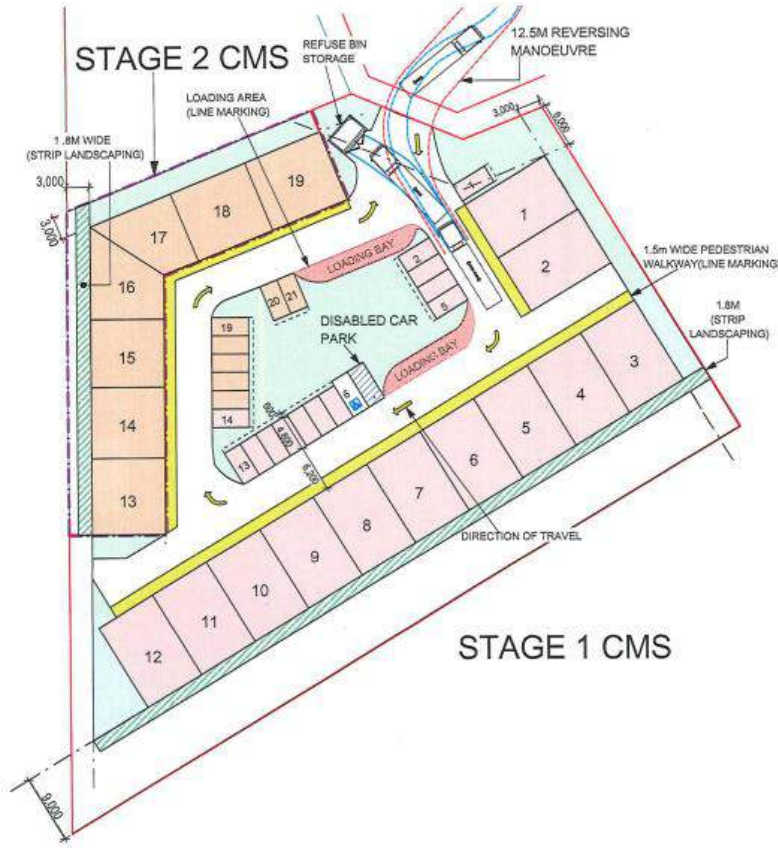 STAGE 2 CMS
REFUSE BIN
STORAGE
12.5M REVERSING
MANOEUVRE
LOADING AREA
(LINE MARKING)
1.8M WIDE
(STRIP LANDSCAPING)
3,000
3,000
3,000
6,000
19
18
17
16
15
14
13
1
2
LOADING BAY
2
5
20
21
1.5m WIDE PEDESTRIAN
WALKWAY(LINE MARKING)
1.8M
(STRIP
LANDSCAPING)
DISABLED CAR
PARK
19
14
LOADING BAY
6
600
4,800
13
6,200
3
4
5
6
7
8
9
10
11
12
DIRECTION OF TRAVEL
STAGE 1 CMS
9,000